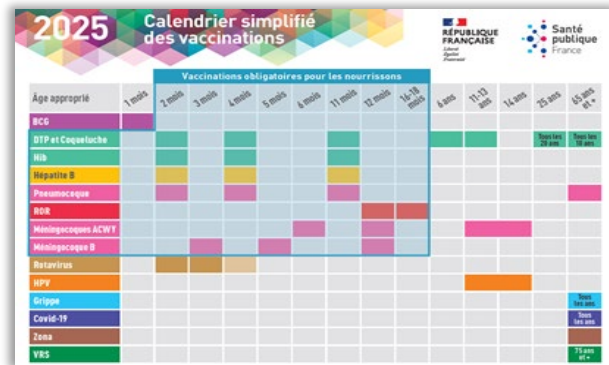 2025
Calendrier simplifié
des vaccinations
RÉPUBLIQUE
FRANÇAISE
Liberté
Égalité
Fraternité
Santé
publique
France
Vaccinations obligatoires pour les nourrissons
Âge approprié
1 mois
2 mois
3 mois
4 mois
5 mois
6 mois
11 mois
12 mois
16-18
mois
6 ans
11-13
ans
14 ans
25 ans
65 ans
et +
BCG
DTP et Coqueluche
Tous les
20 ans
Tous les
10 ans
Hib
Hépatite B
Pneumocoque
ROR
Méningocoques ACWY
Méningocoque B
Rotavirus
HPV
Grippe
Tous
les ans
Covid-19
Tous
les ans
Zona
VRS
75 ans
et +